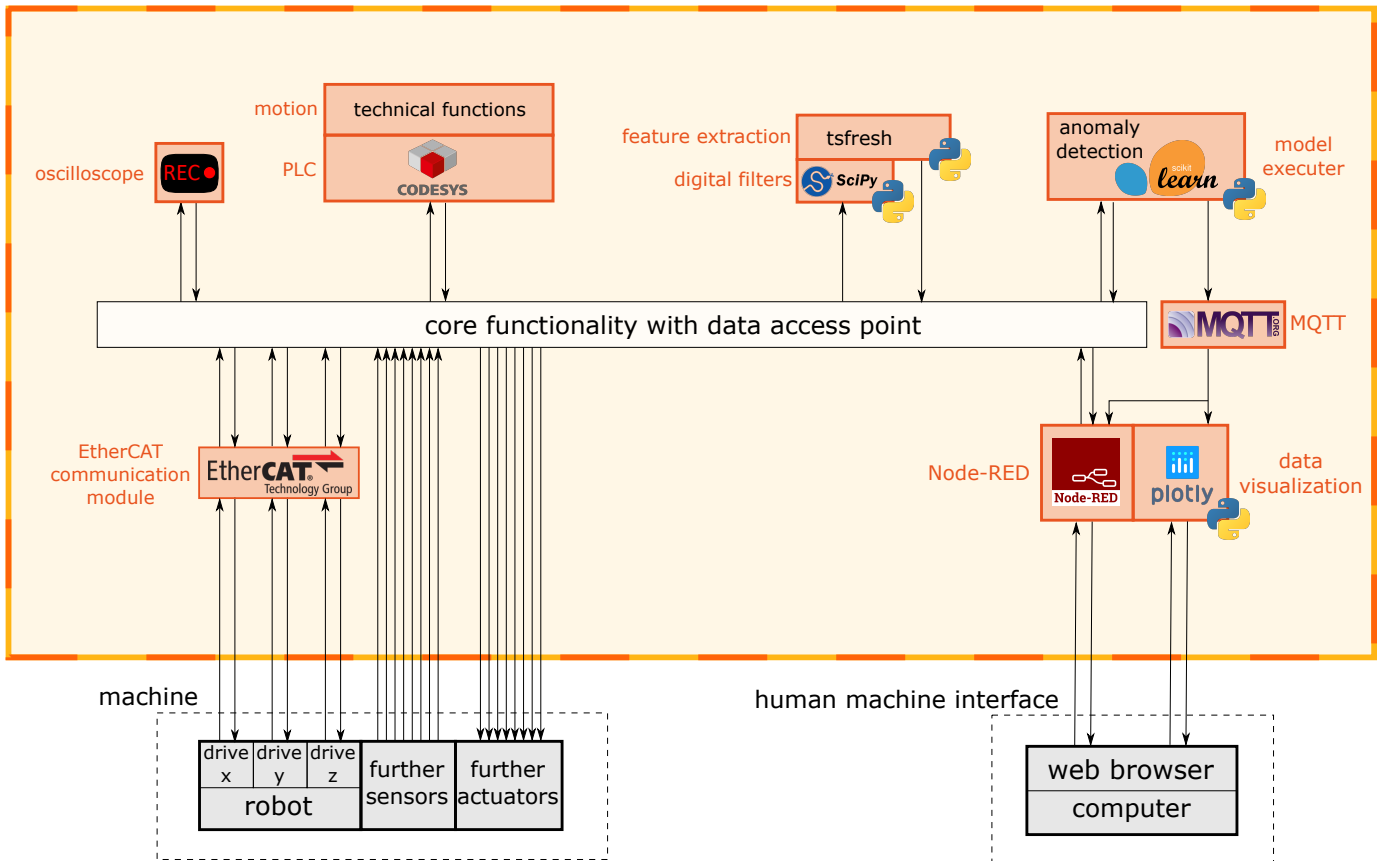 motion
technical functions
oscilloscope
REC
PLC
CODESYS
feature extraction
tsfresh
digital filters
SciPy
anomaly
detection
scikit
learn
model
executer
core functionality with data access point
MQTT
.ORG
MQTT
EtherCAT
communication
module
EtherCAT®
Technology Group
Node-RED
Node-RED
plotly
data
visualization
machine
drive
x
drive
y
drive
z
robot
further
sensors
further
actuators
human machine interface
web browser
computer